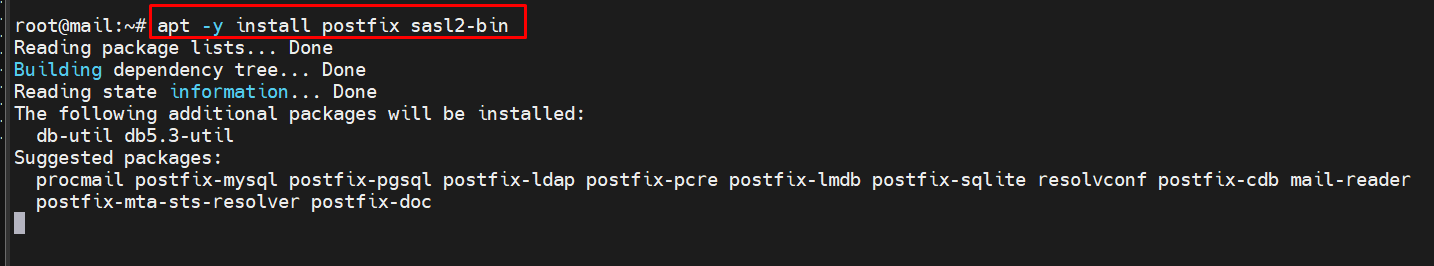 root@mail:~# apt -y install postfix sasl2-bin
Reading package lists... Done
Building dependency tree... Done
Reading state information... Done
The following additional packages will be installed:
  db-util db5.3-util
Suggested packages:
  procmail postfix-mysql postfix-pgsql postfix-ldap postfix-pcre postfix-lmdb postfix-sqlite resolvconf postfix-cdb mail-reader
  postfix-mta-sts-resolver postfix-doc